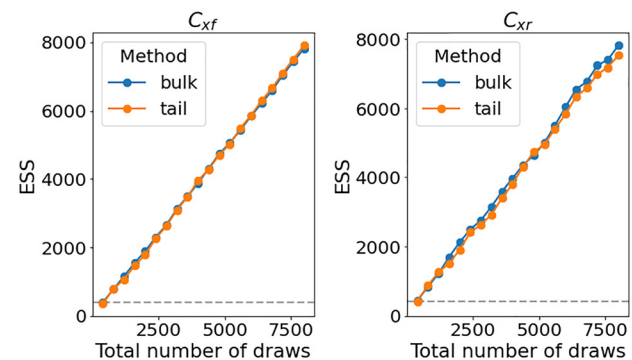 C_xf
C_xr
8000
6000
4000
2000
0
ESS
Method
bulk
tail
2500
5000
7500
Total number of draws
8000
6000
4000
2000
0
ESS
Method
bulk
tail
2500
5000
7500
Total number of draws